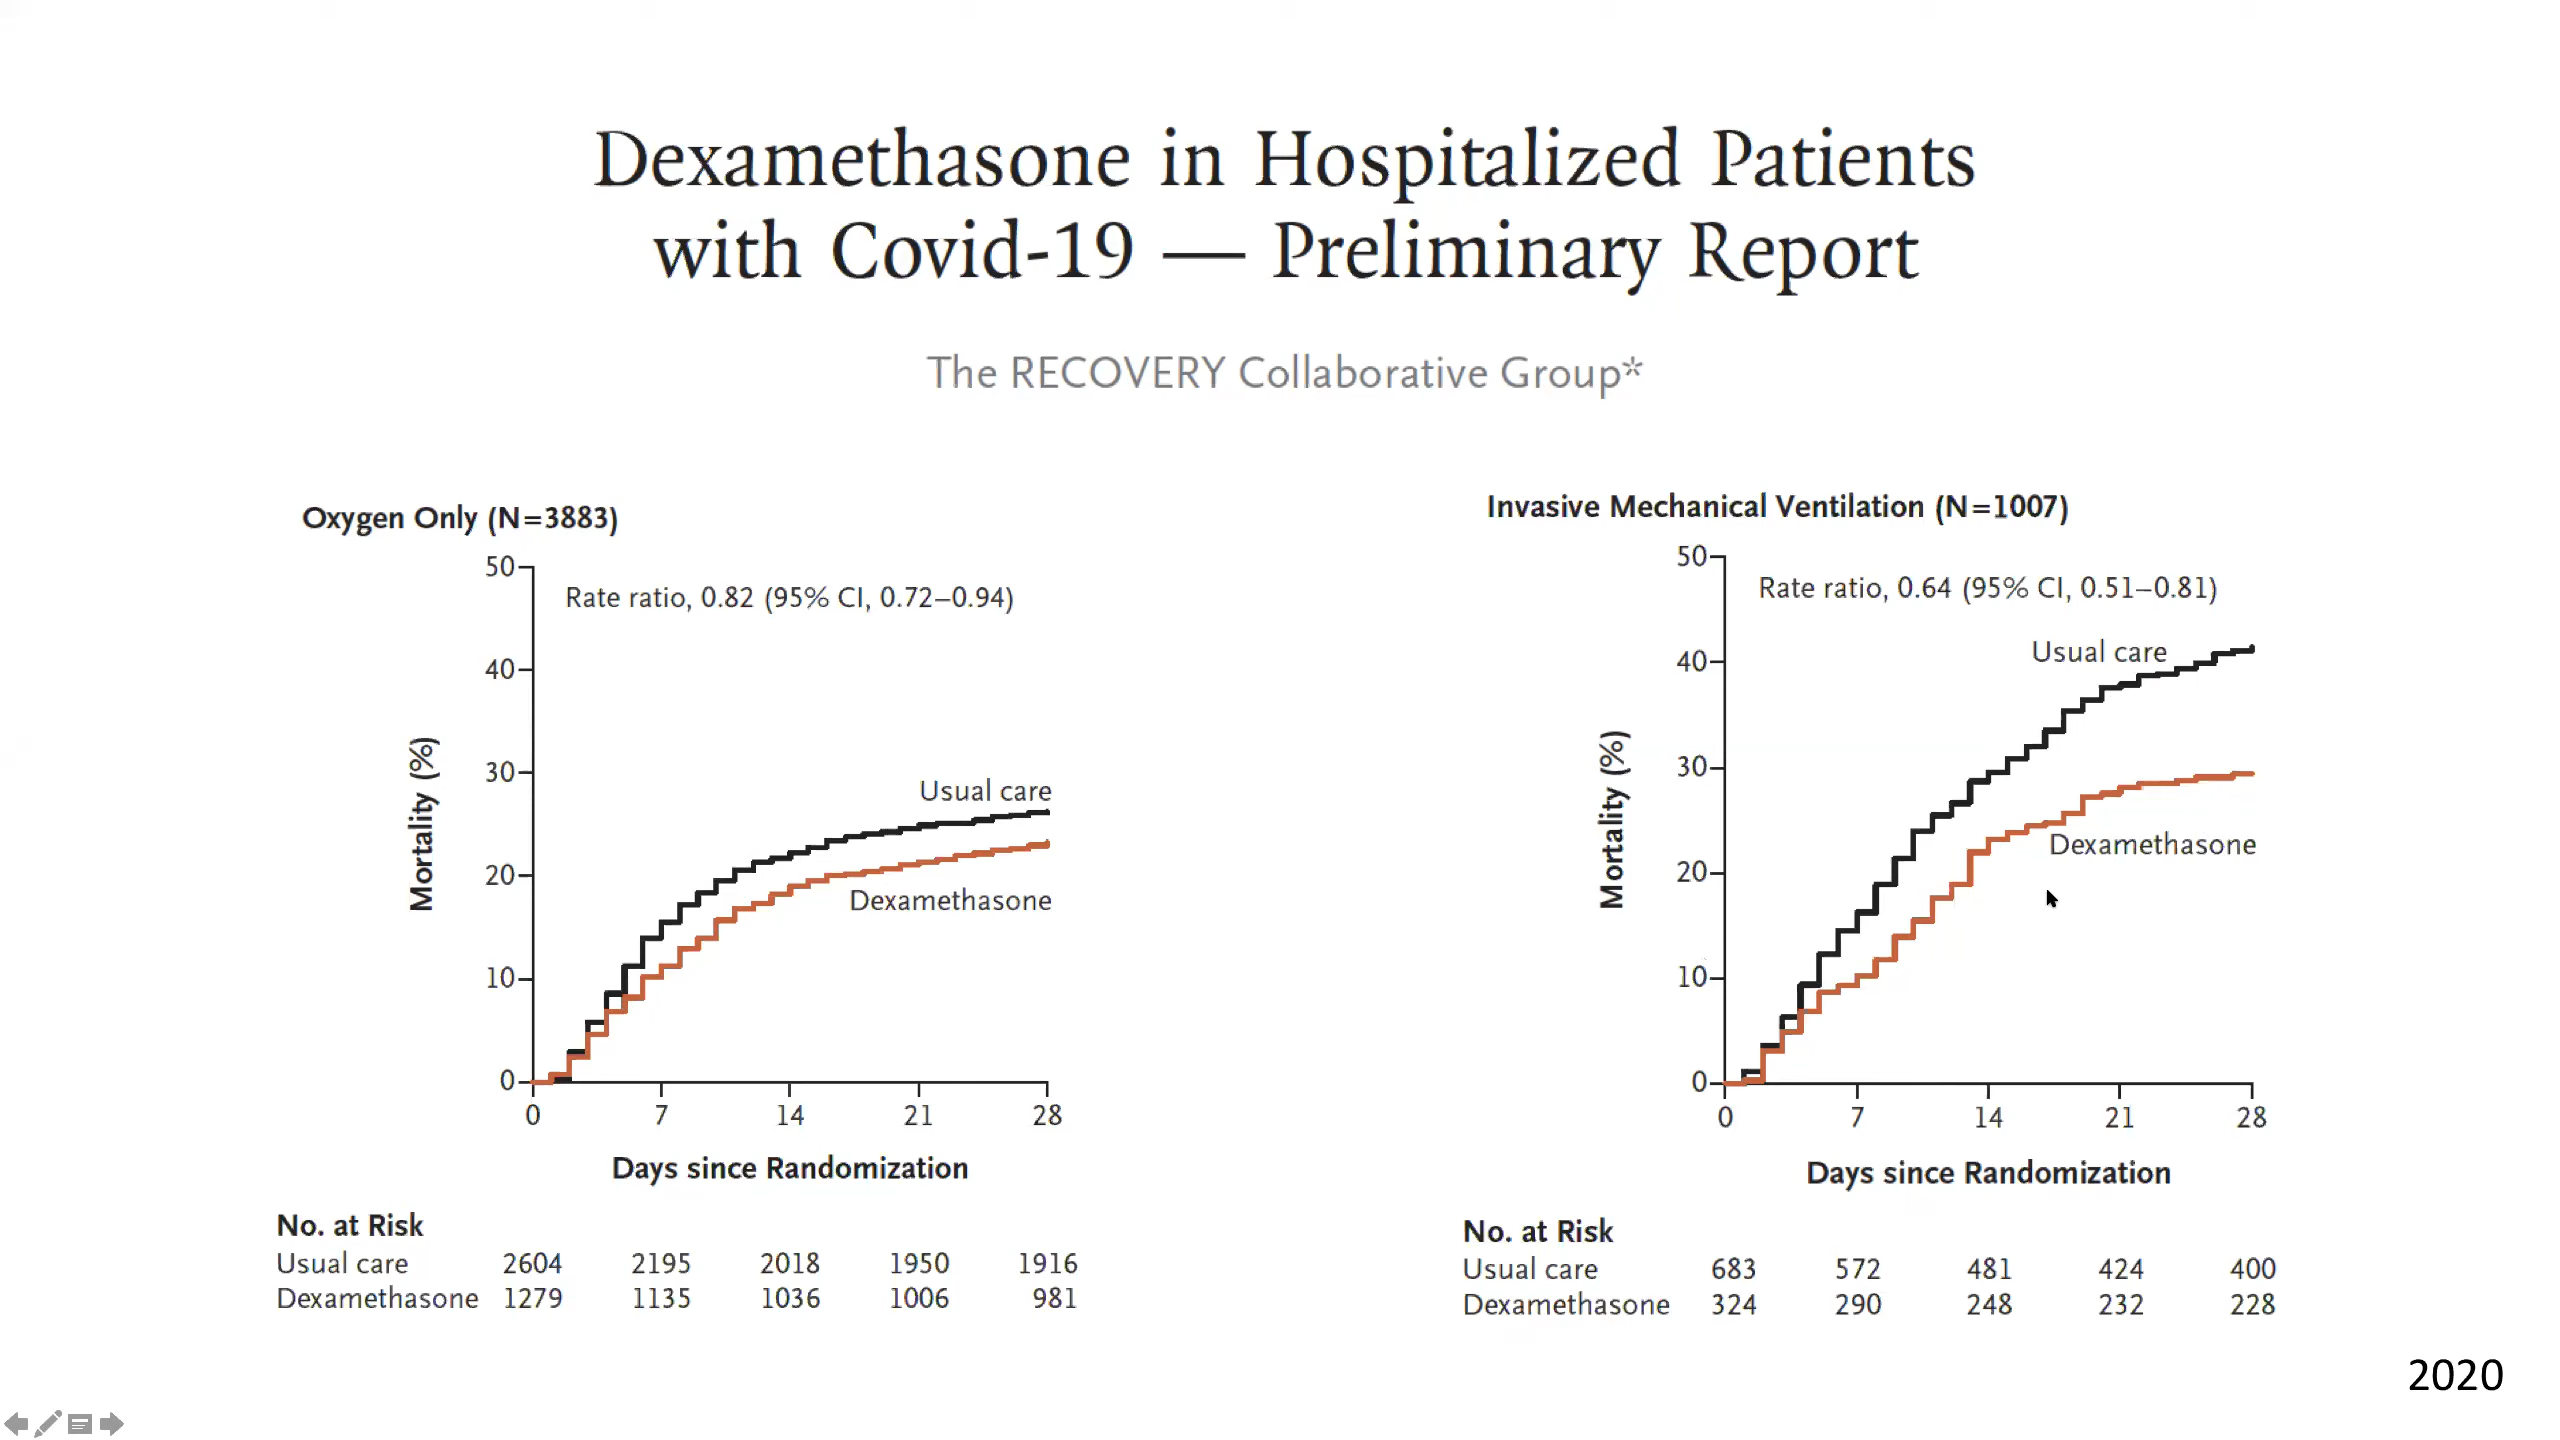 Dexamethasone in Hospitalized Patients
with Covid-19 — Preliminary Report
The RECOVERY Collaborative Group*
Oxygen Only (N=3883)
50
40
30
20
10
0
Mortality (%)
Rate ratio, 0.82 (95% CI, 0.72–0.94)
Usual care
Dexamethasone
0 7 14 21 28
Days since Randomization
No. at Risk
Usual care 2604 2195 2018 1950 1916
Dexamethasone 1279 1135 1036 1006 981
Invasive Mechanical Ventilation (N=1007)
50
40
30
20
10
0
Mortality (%)
Rate ratio, 0.64 (95% CI, 0.51–0.81)
Usual care
Dexamethasone
0 7 14 21 28
Days since Randomization
No. at Risk
Usual care 683 572 481 424 400
Dexamethasone 324 290 248 232 228
2020